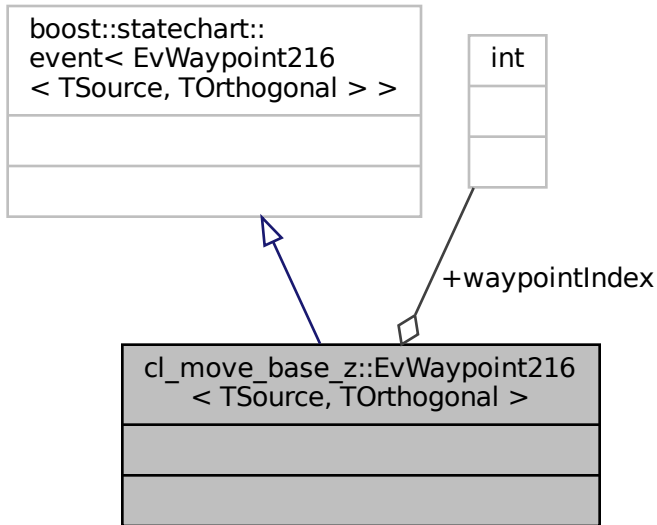 boost::statechart::
event< EvWaypoint216
< TSource, TOrthogonal > >
int
+waypointIndex
cl_move_base_z::EvWaypoint216
< TSource, TOrthogonal >